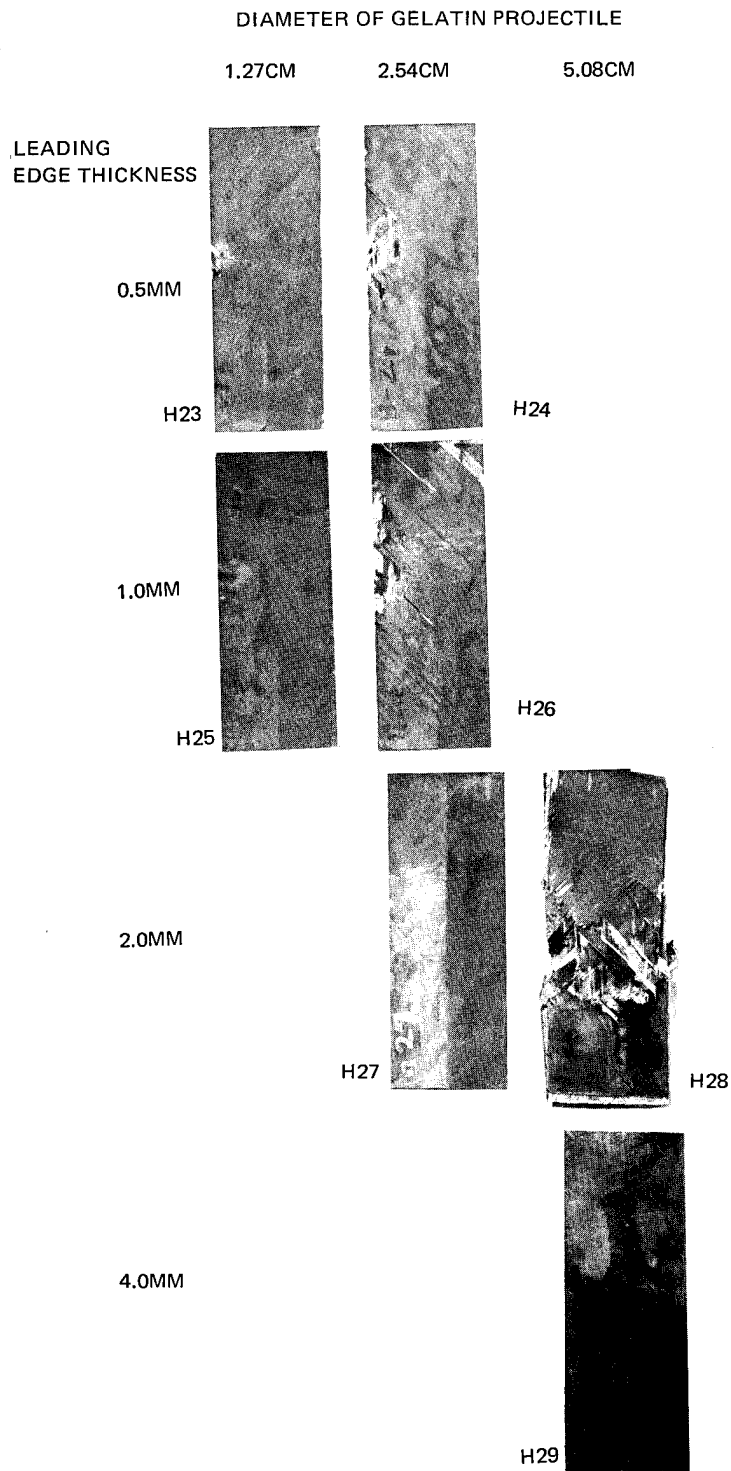 DIAMETER OF GELATIN PROJECTILE
1.27CM 2.54CM 5.08CM
LEADING
EDGE THICKNESS
0.5MM
H23
H24
1.0MM
H25
H26
2.0MM
27
H27
H28
4.0MM
H29